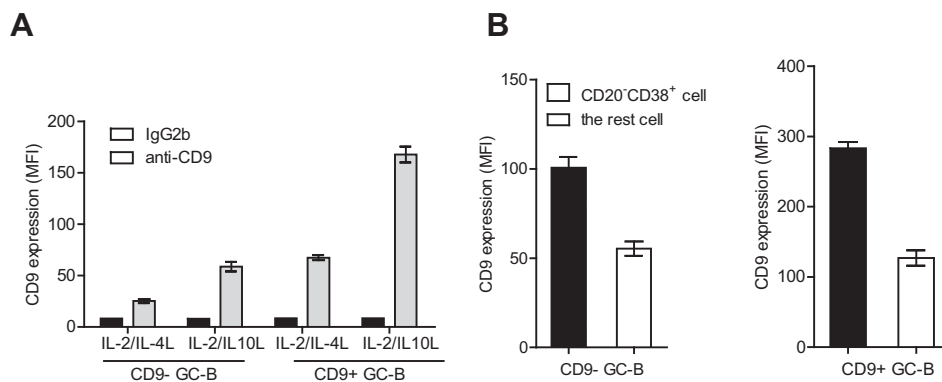 A
CD9 expression (MFI)
200
150
100
50
0
IgG2b
anti-CD9
IL-2/IL-4L IL-2/IL10L IL-2/IL-4L IL-2/IL10L
CD9- GC-B CD9+ GC-B
B
CD9 expression (MFI)
150
100
50
0
CD20⁻CD38⁺ cell
the rest cell
CD9- GC-B
CD9 expression (MFI)
400
300
200
100
0
CD9+ GC-B